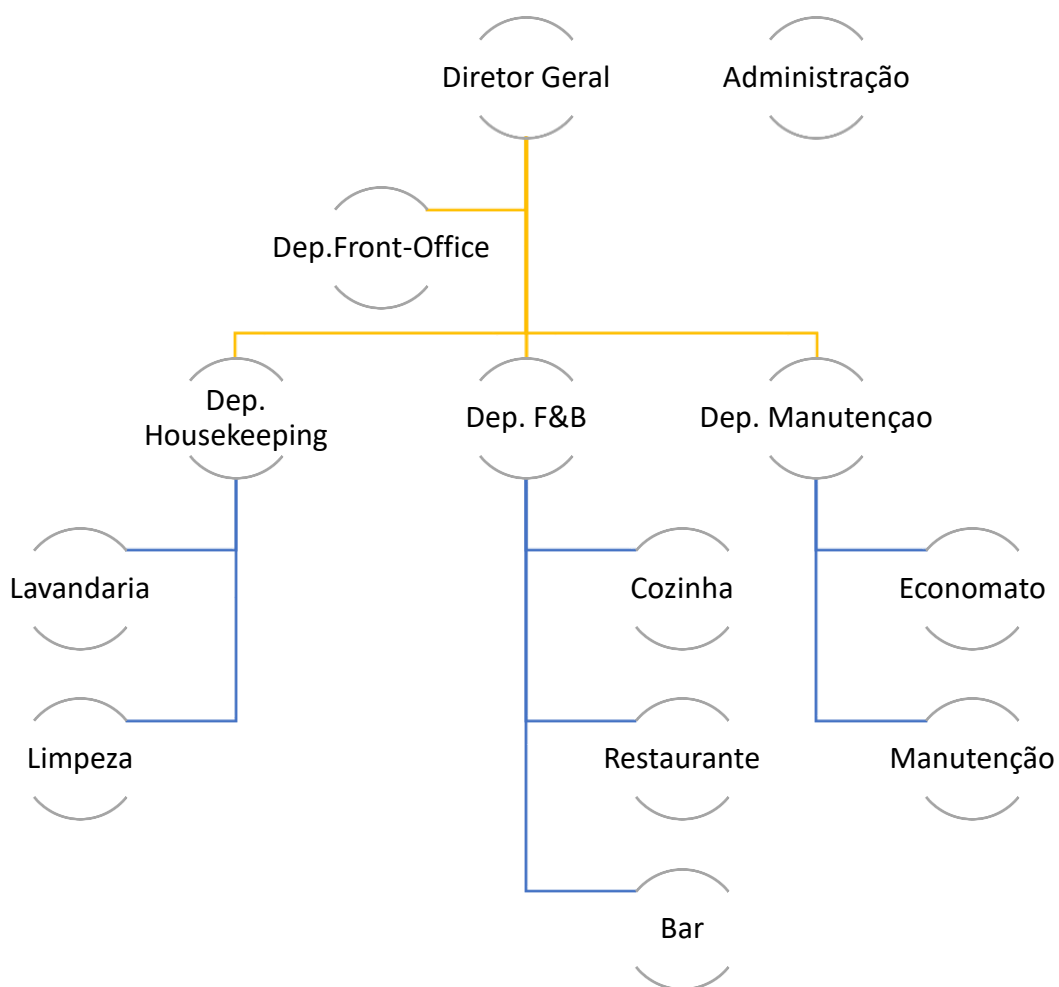 Diretor Geral
Administração
Dep.Front-Office
Dep.
Housekeeping
Dep. F&B
Dep. Manutençao
Lavandaria
Cozinha
Economato
Limpeza
Restaurante
Manutenção
Bar